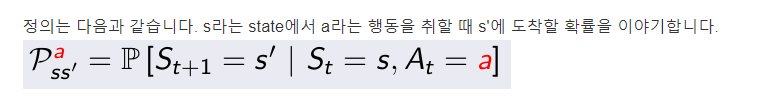 정의는 다음과 같습니다. s라는 state에서 a라는 행동을 취할 때 s'에 도착할 확률을 이야기합니다.
𝒫ᵃₛₛ′ = ℙ [Sₜ₊₁ = s′ | Sₜ = s, Aₜ = a]